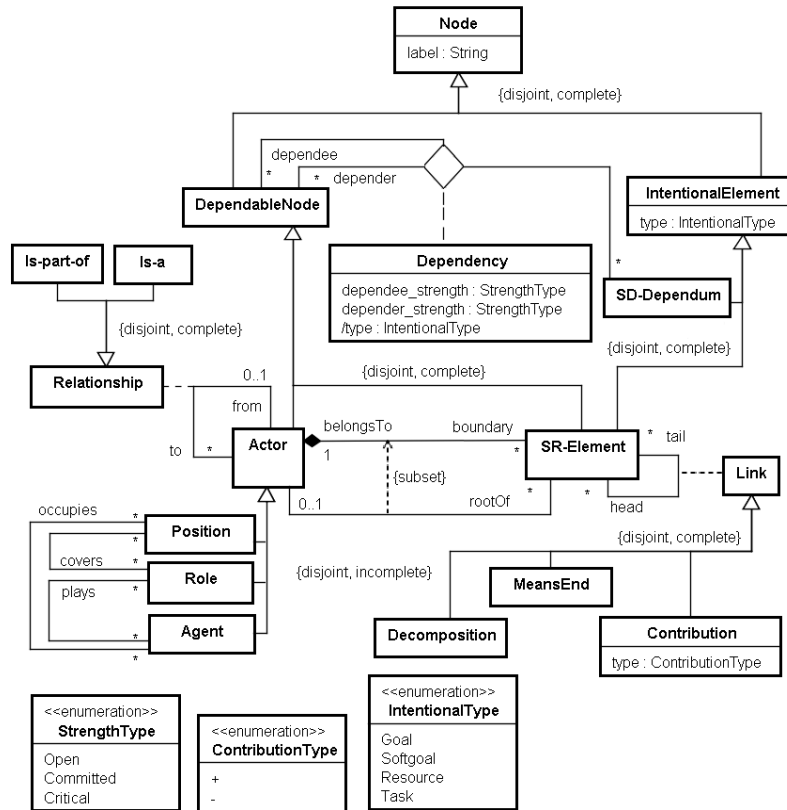 Node
label : String
{disjoint, complete}
dependee
*
*
depender
DependableNode
IntentionalElement
type : IntentionalType
Is-part-of
Is-a
Dependency
dependee_strength : StrengthType
depender_strength : StrengthType
/type : IntentionalType
*
SD-Dependum
{disjoint, complete}
{disjoint, complete}
Relationship
0..1
{disjoint, complete}
from
belongsTo
boundary
*
tail
to
*
Actor
1
*
SR-Element
Link
{subset}
*
head
0..1
rootOf
*
occupies
*
Position
*
{disjoint, complete}
covers
*
Role
{disjoint, incomplete}
plays
*
MeansEnd
Agent
*
*
Decomposition
Contribution
type : ContributionType
<<enumeration>>
StrengthType
Open
Committed
Critical
<<enumeration>>
ContributionType
+
-
<<enumeration>>
IntentionalType
Goal
Softgoal
Resource
Task